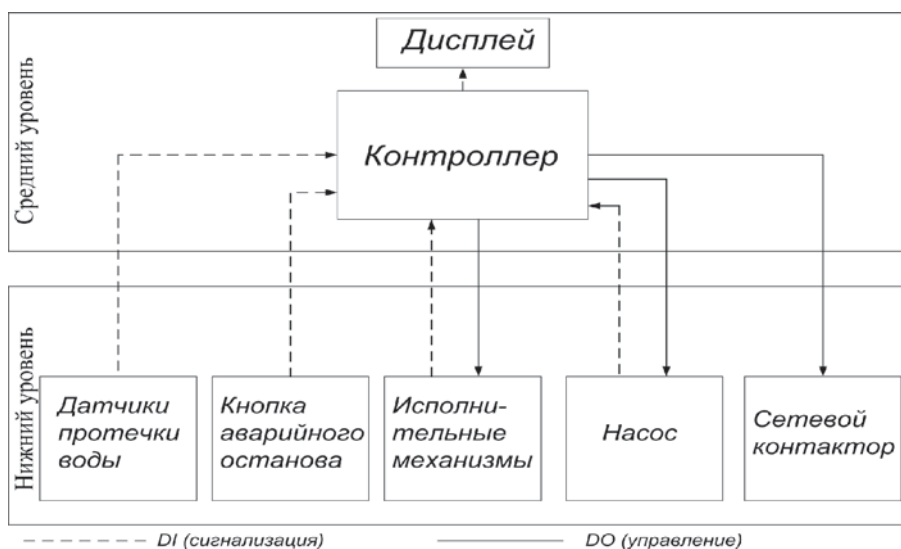 Средний уровень
Дисплей
Контроллер
Нижний уровень
Датчики
протечки
воды
Кнопка
аварийного
останова
Исполни-
тельные
механизмы
Насос
Сетевой
контактор
DI (сигнализация)
DO (управление)